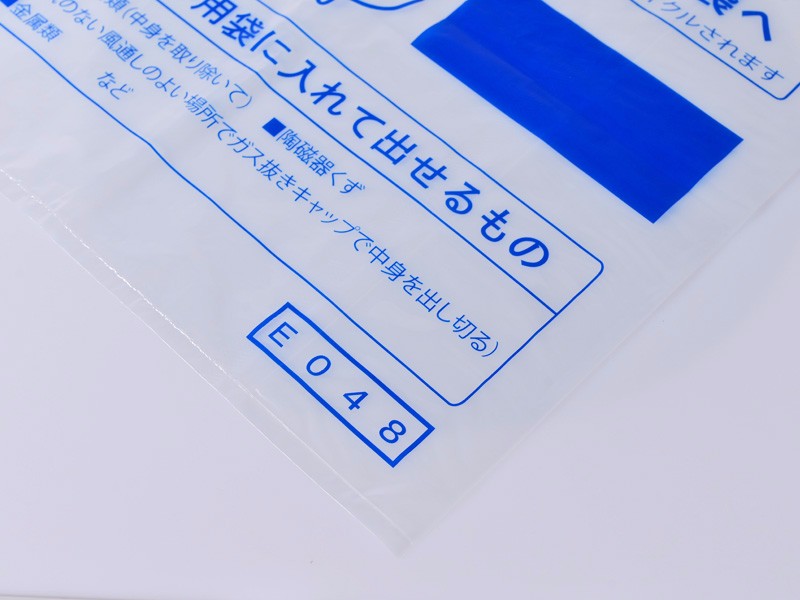 へ
イクルされます
用袋に入れて出せるもの
類(中身を取り除いて)
■陶磁器くず
のない風通しのよい場所でガス抜きキャップで中身を出し切る)
■金属類
など
E048